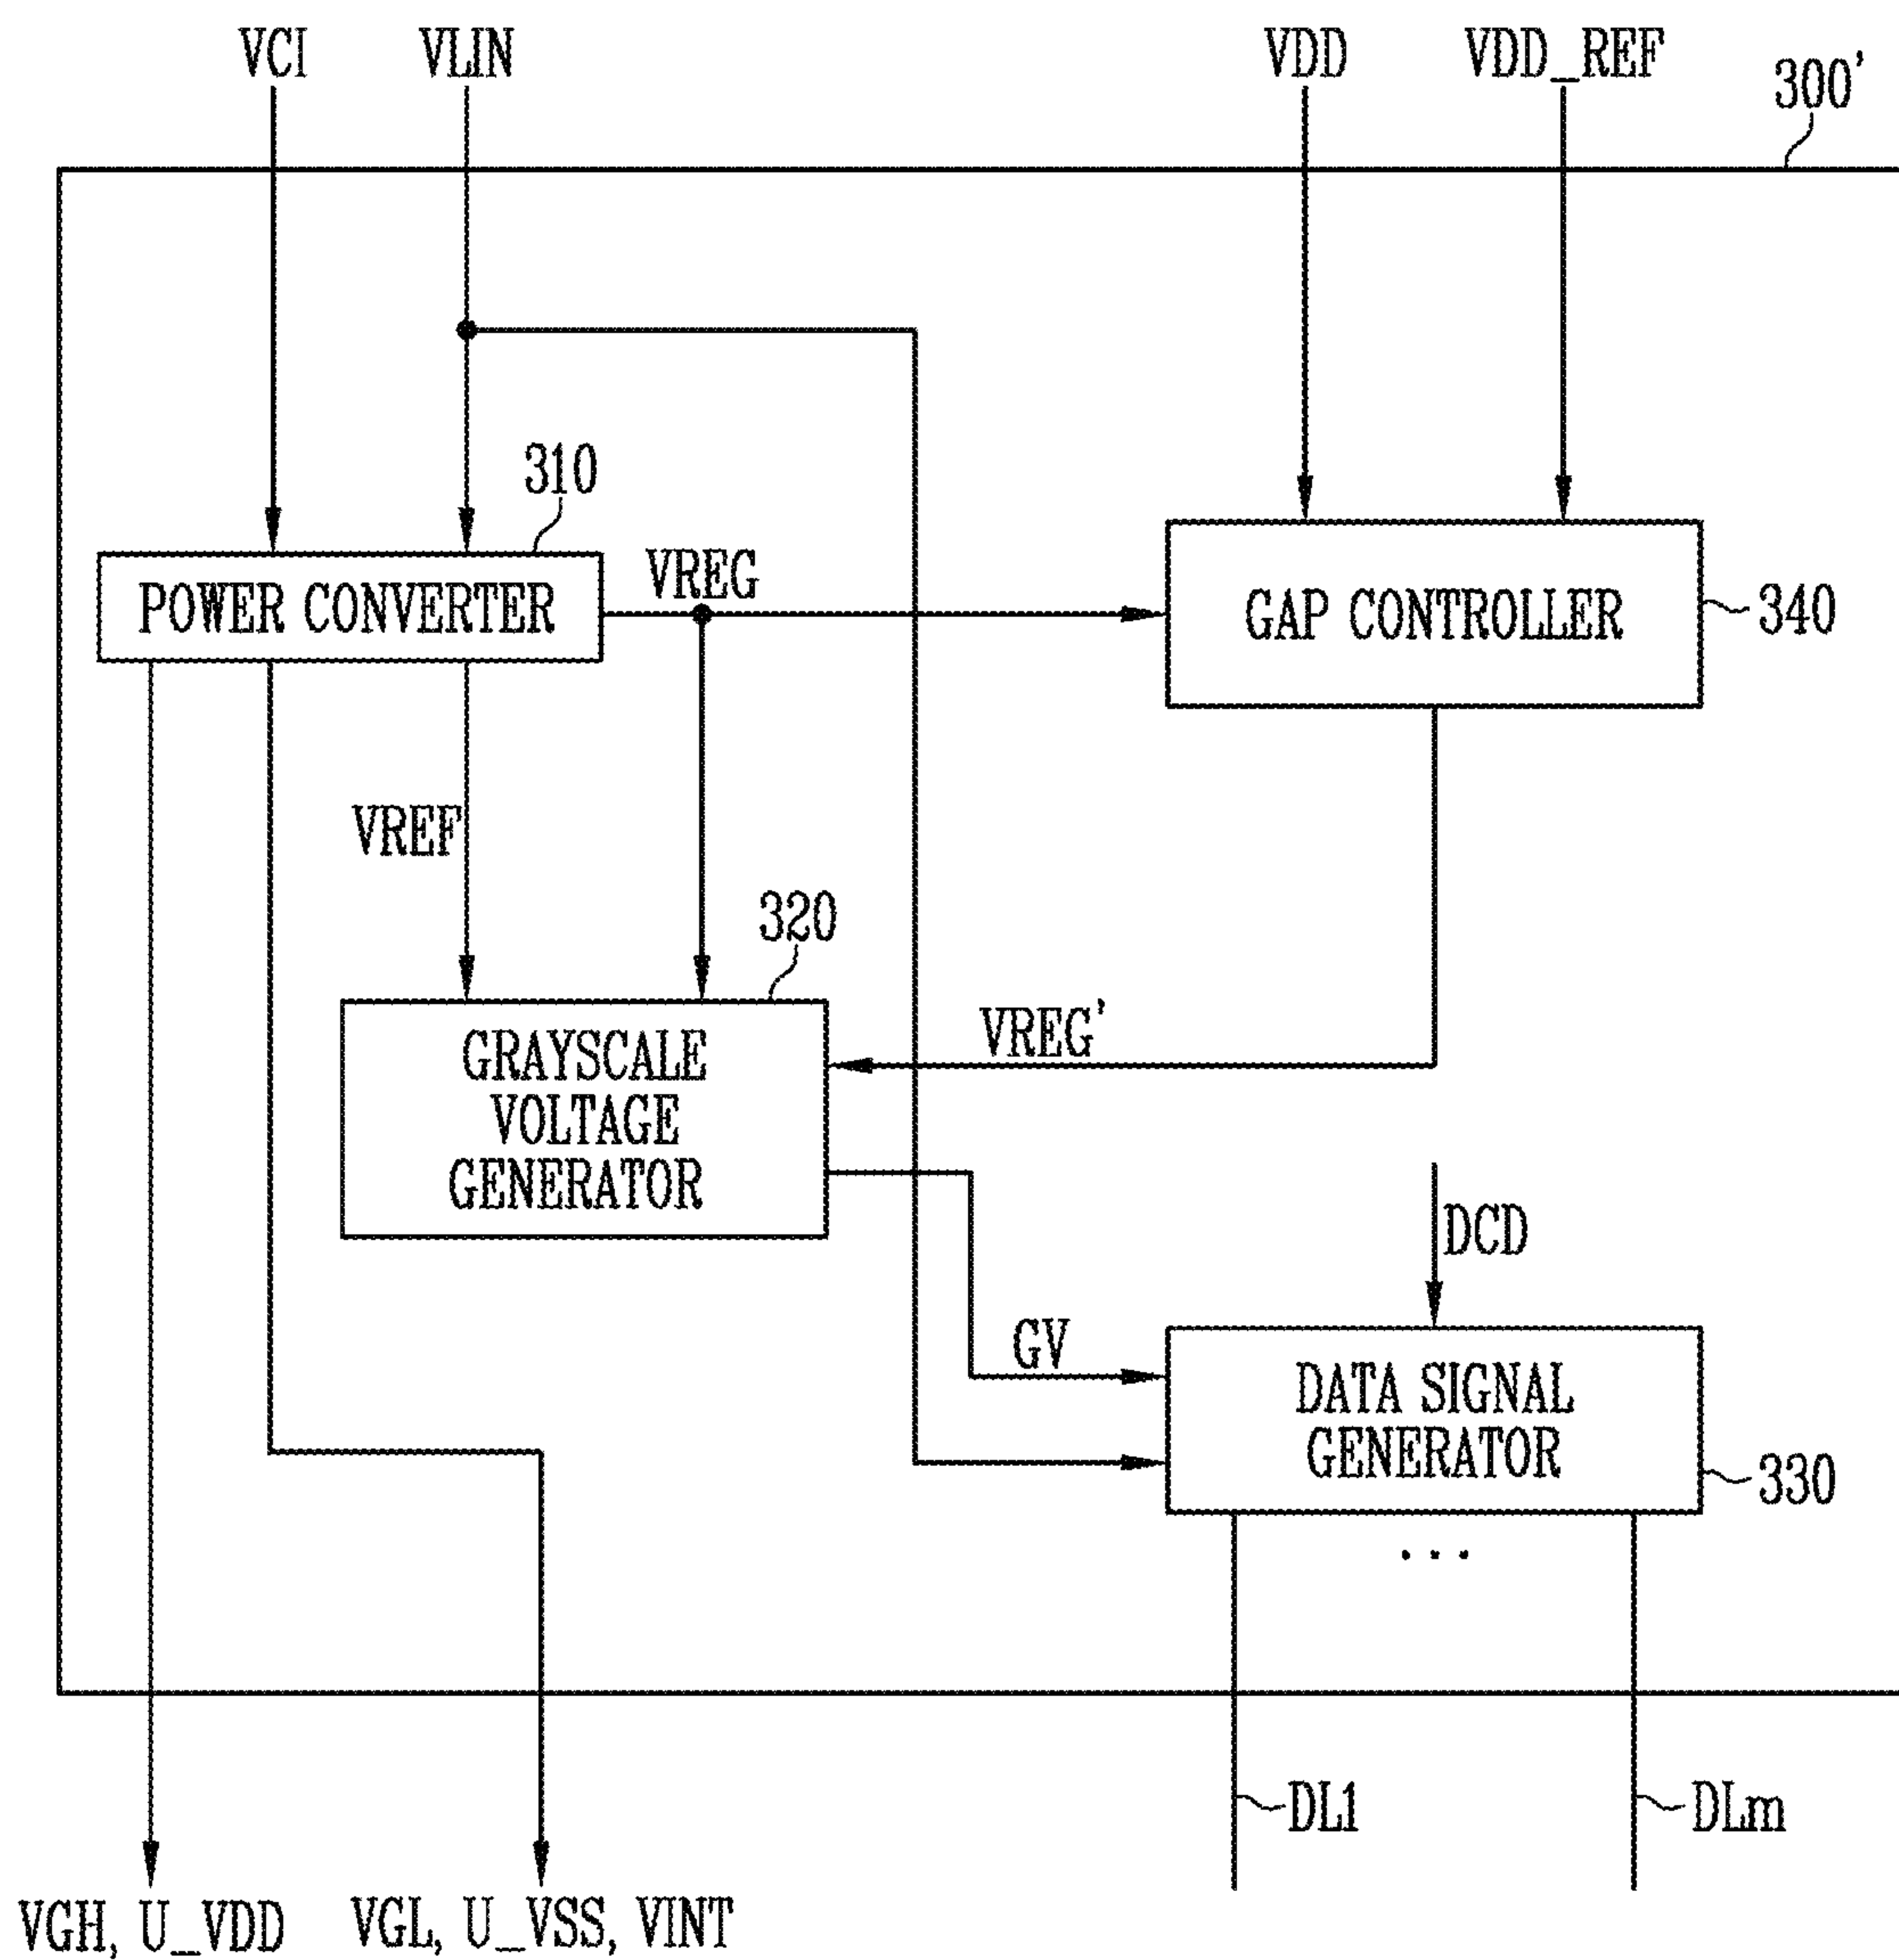 VCI
VLIN
VDD
VDD_REF
300'
310
POWER CONVERTER
VREG
GAP CONTROLLER
340
VREF
320
GRAYSCALE
VOLTAGE
GENERATOR
VREG'
DCD
GV
DATA SIGNAL
GENERATOR
330
...
DL1
DLm
VGH, U_VDD
VGL, U_VSS, VINT